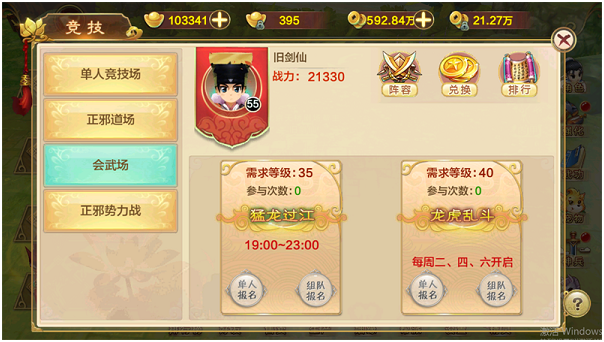 竞技
103341
395
592.84万
21.27万
单人竞技场
正邪道场
会武场
正邪势力战
旧剑仙
战力: 21330
55
阵容
兑换
排行
需求等级:35
参与次数:0
猛龙过江
19:00~23:00
单人报名
组队报名
需求等级:40
参与次数:0
龙虎乱斗
每周二、四、六开启
单人报名
组队报名
?
激活 Windows